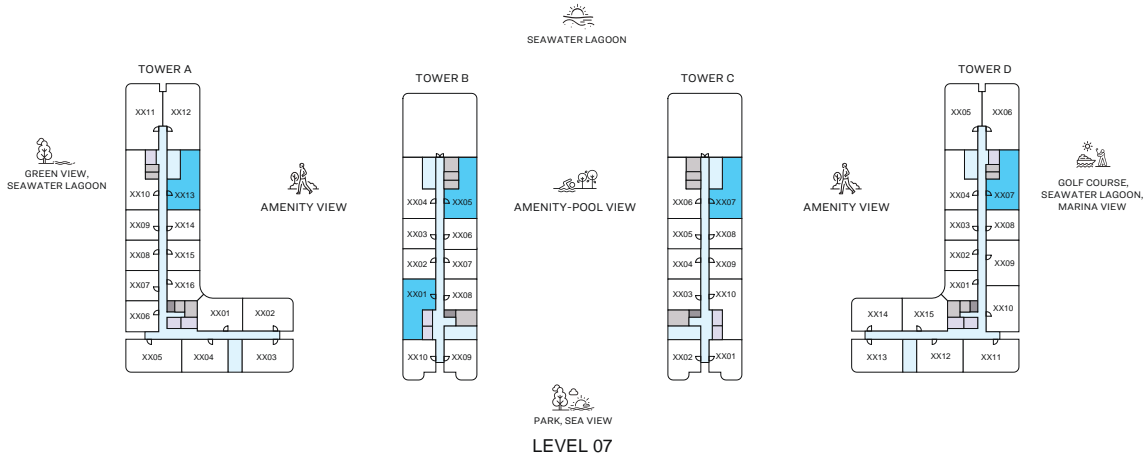 SEAWATER LAGOON
TOWER A
TOWER B
TOWER C
TOWER D
XX11
XX12
XX10
XX13
XX09
XX14
XX08
XX15
XX07
XX16
XX06
XX01
XX02
XX05
XX04
XX03
GREEN VIEW,
SEAWATER LAGOON
AMENITY VIEW
XX04
XX05
XX03
XX06
XX02
XX07
XX01
XX08
XX10
XX09
AMENITY-POOL VIEW
XX06
XX07
XX05
XX08
XX04
XX09
XX03
XX10
XX02
XX01
AMENITY VIEW
XX05
XX06
XX04
XX07
XX03
XX08
XX02
XX09
XX01
XX10
XX14
XX15
XX13
XX12
XX11
GOLF COURSE,
SEAWATER LAGOON,
MARINA VIEW
PARK, SEA VIEW
LEVEL 07